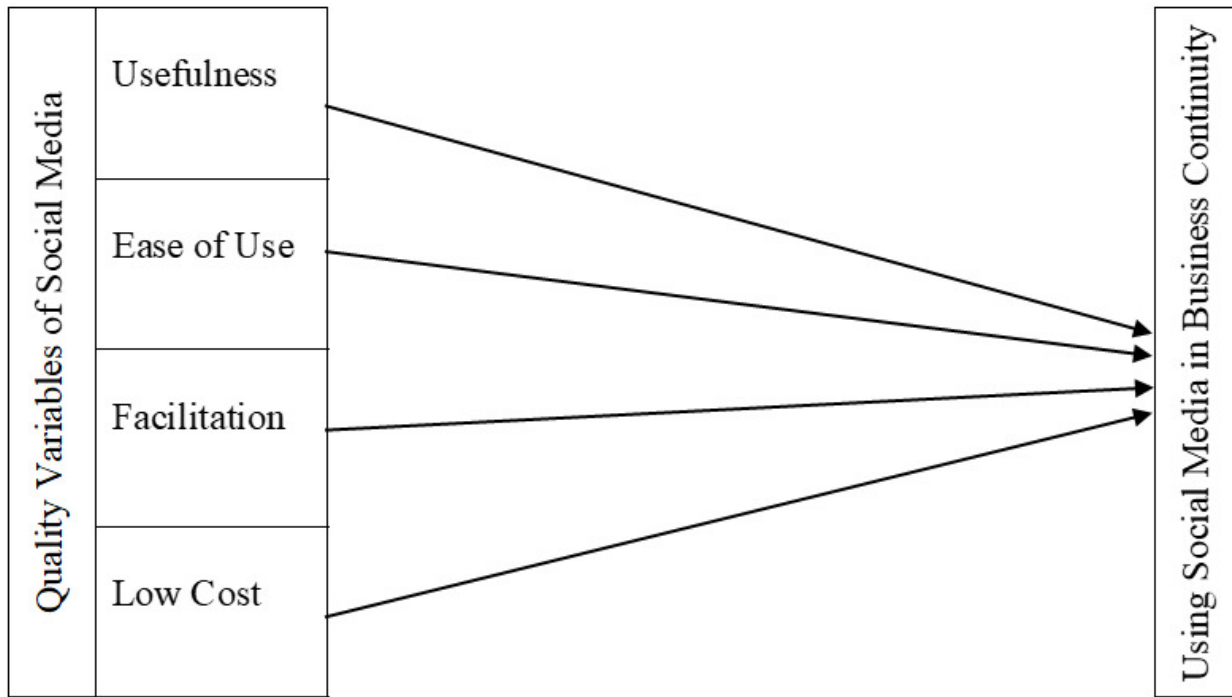 Quality Variables of Social Media
Usefulness
Ease of Use
Facilitation
Low Cost
Using Social Media in Business Continuity